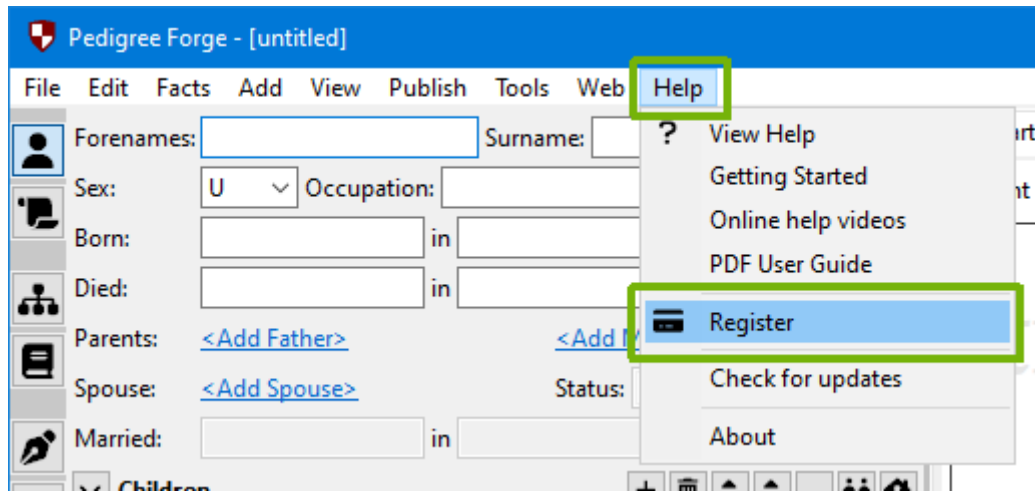 Pedigree Forge - [untitled]
File Edit Facts Add View Publish Tools Web Help
Forenames: Surname:
Sex: U Occupation:
Born: in
Died: in
Parents: <Add Father> <Add
Spouse: <Add Spouse> Status:
Married: in
Children
? View Help
Getting Started
Online help videos
PDF User Guide
Register
Check for updates
About